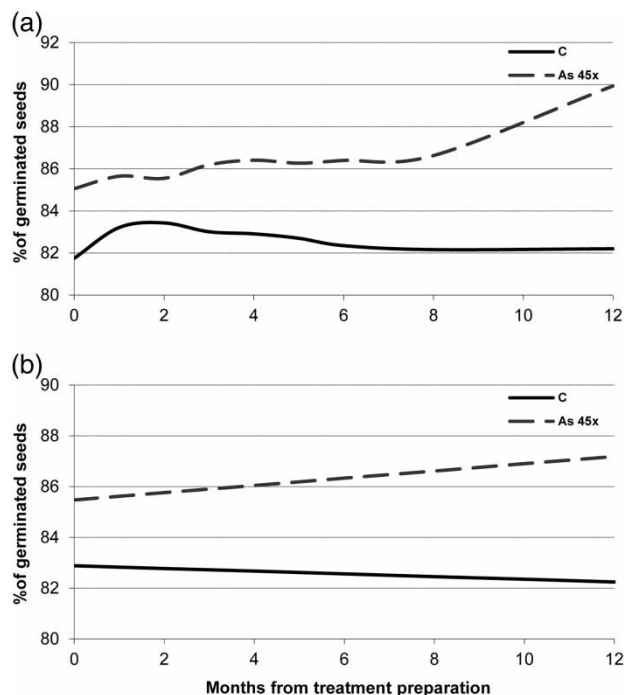 (a)
92
90
88
86
84
82
80
% of germinated seeds
C
As 45x
0 2 4 6 8 10 12
(b)
90
88
86
84
82
80
% of germinated seeds
C
As 45x
0 2 4 6 8 10 12
Months from treatment preparation